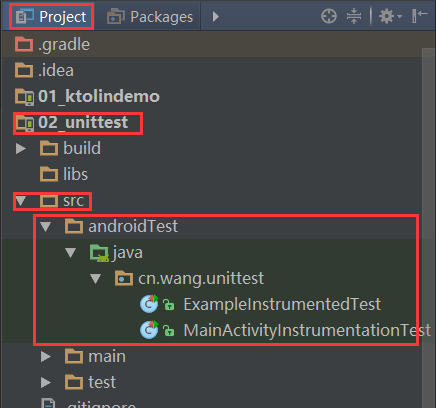 Project Packages
.gradle
.idea
01_ktolindemo
02_unittest
build
libs
src
androidTest
java
cn.wang.unittest
ExampleInstrumentedTest
MainActivityInstrumentationTest
main
test
.gitignore